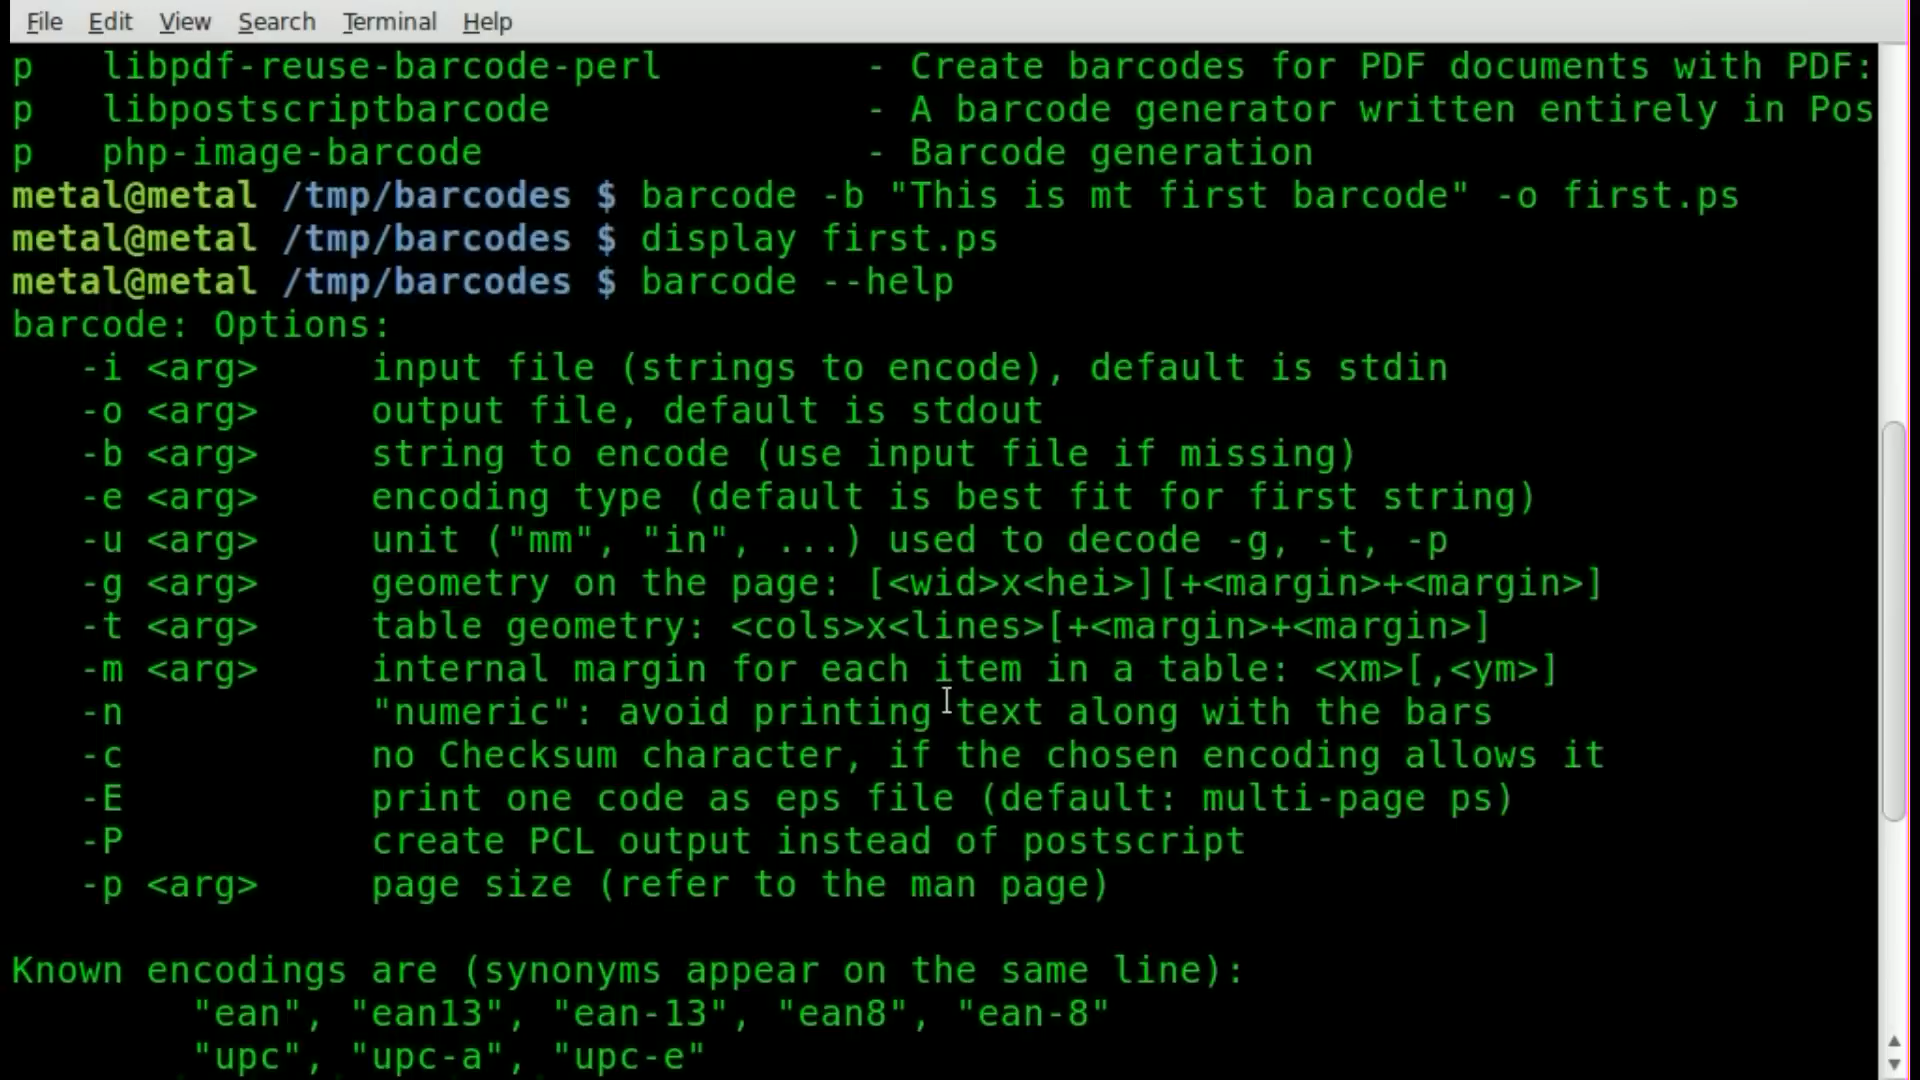 File Edit View Search Terminal Help
p libpdf-reuse-barcode-perl - Create barcodes for PDF documents with PDF:
p libpostscriptbarcode - A barcode generator written entirely in Pos
p php-image-barcode - Barcode generation
metal@metal /tmp/barcodes $ barcode -b "This is mt first barcode" -o first.ps
metal@metal /tmp/barcodes $ display first.ps
metal@metal /tmp/barcodes $ barcode --help
barcode: Options:
-i <arg> input file (strings to encode), default is stdin
-o <arg> output file, default is stdout
-b <arg> string to encode (use input file if missing)
-e <arg> encoding type (default is best fit for first string)
-u <arg> unit ("mm", "in", ...) used to decode -g, -t, -p
-g <arg> geometry on the page: [<wid>x<hei>][+<margin>+<margin>]
-t <arg> table geometry: <cols>x<lines>[+<margin>+<margin>]
-m <arg> internal margin for each item in a table: <xm>[,<ym>]
-n "numeric": avoid printing text along with the bars
-c no Checksum character, if the chosen encoding allows it
-E print one code as eps file (default: multi-page ps)
-P create PCL output instead of postscript
-p <arg> page size (refer to the man page)
Known encodings are (synonyms appear on the same line):
"ean", "ean13", "ean-13", "ean8", "ean-8"
"upc", "upc-a", "upc-e"